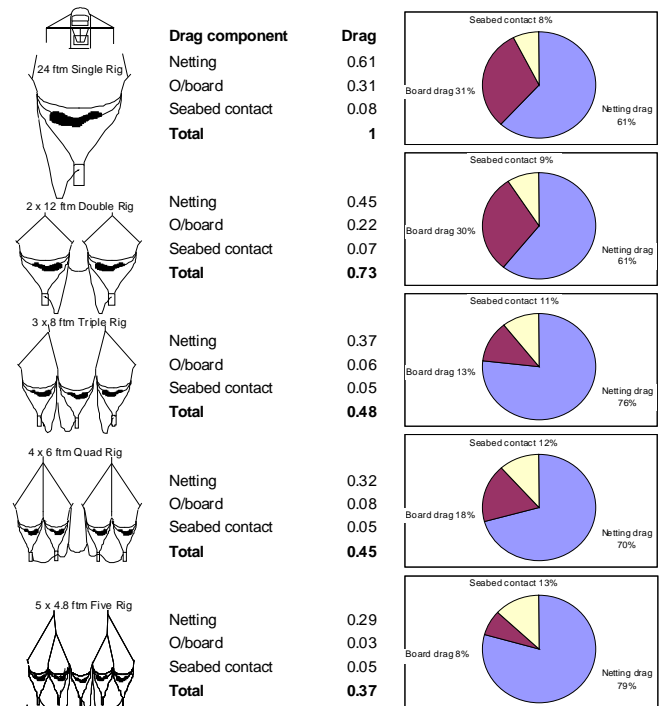 Drag component Drag
24 ftm Single Rig
Netting 0.61
O/board 0.31
Seabed contact 0.08
Total 1
Seabed contact 8%
Board drag 31%
Netting drag
61%
2 x 12 ftm Double Rig
Netting 0.45
O/board 0.22
Seabed contact 0.07
Total 0.73
Seabed contact 9%
Board drag 30%
Netting drag
61%
3 x 8 ftm Triple Rig
Netting 0.37
O/board 0.06
Seabed contact 0.05
Total 0.48
Seabed contact 11%
Board drag 13%
Netting drag
76%
4 x 6 ftm Quad Rig
Netting 0.32
O/board 0.08
Seabed contact 0.05
Total 0.45
Seabed contact 12%
Board drag 18%
Netting drag
70%
5 x 4.8 ftm Five Rig
Netting 0.29
O/board 0.03
Seabed contact 0.05
Total 0.37
Seabed contact 13%
Board drag 8%
Netting drag
79%